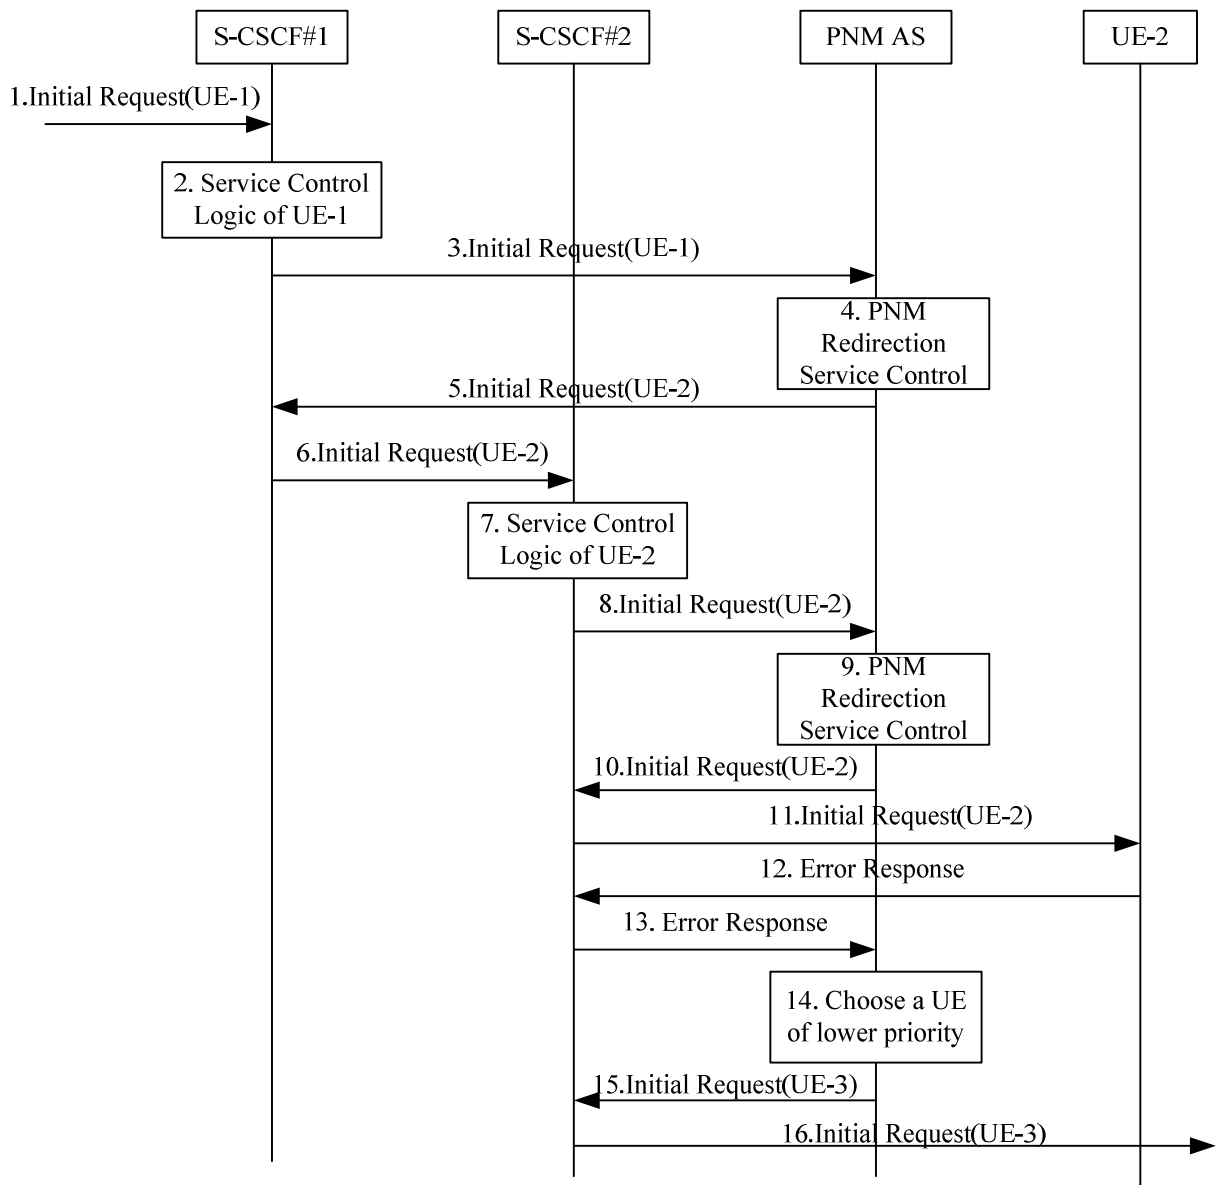 S-CSCF#1
S-CSCF#2
PNM AS
UE-2
1.Initial Request(UE-1)
2. Service Control
Logic of UE-1
3.Initial Request(UE-1)
4. PNM
Redirection
Service Control
5.Initial Request(UE-2)
6.Initial Request(UE-2)
7. Service Control
Logic of UE-2
8.Initial Request(UE-2)
9. PNM
Redirection
Service Control
10.Initial Request(UE-2)
11.Initial Request(UE-2)
12. Error Response
13. Error Response
14. Choose a UE
of lower priority
15.Initial Request(UE-3)
16.Initial Request(UE-3)